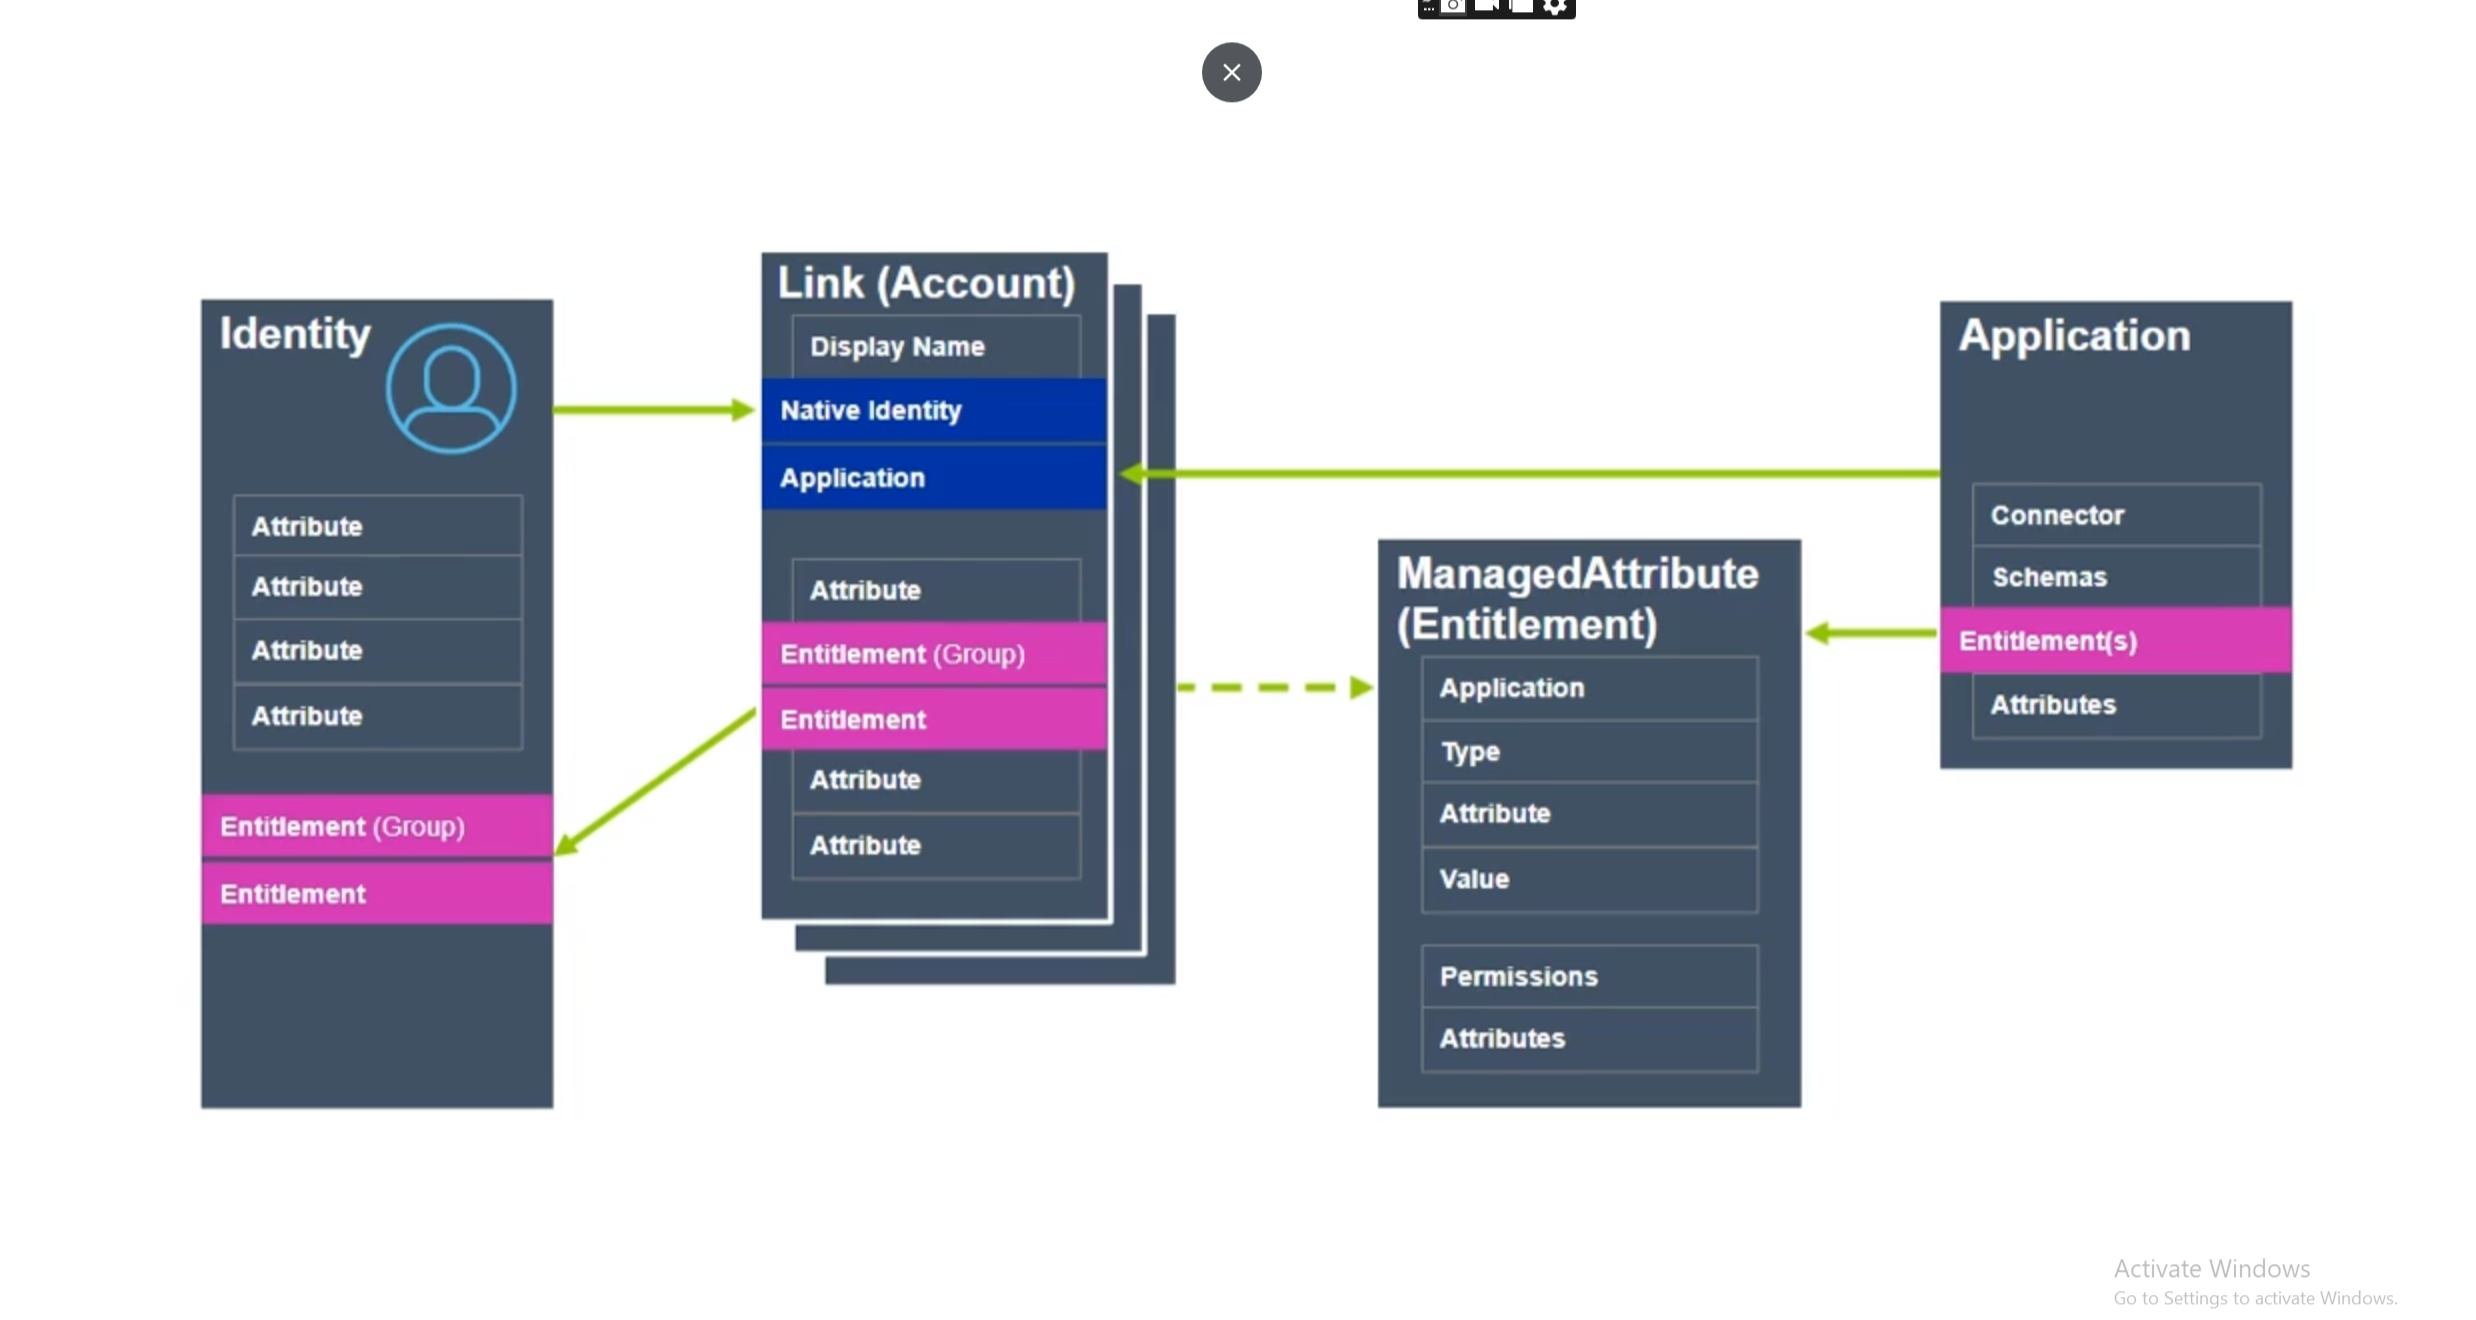 Identity
Attribute
Attribute
Attribute
Attribute
Entitlement (Group)
Entitlement
Link (Account)
Display Name
Native Identity
Application
Attribute
Entitlement (Group)
Entitlement
Attribute
Attribute
ManagedAttribute
(Entitlement)
Application
Type
Attribute
Value
Permissions
Attributes
Application
Connector
Schemas
Entitlement(s)
Attributes
Activate Windows
Go to Settings to activate Windows.